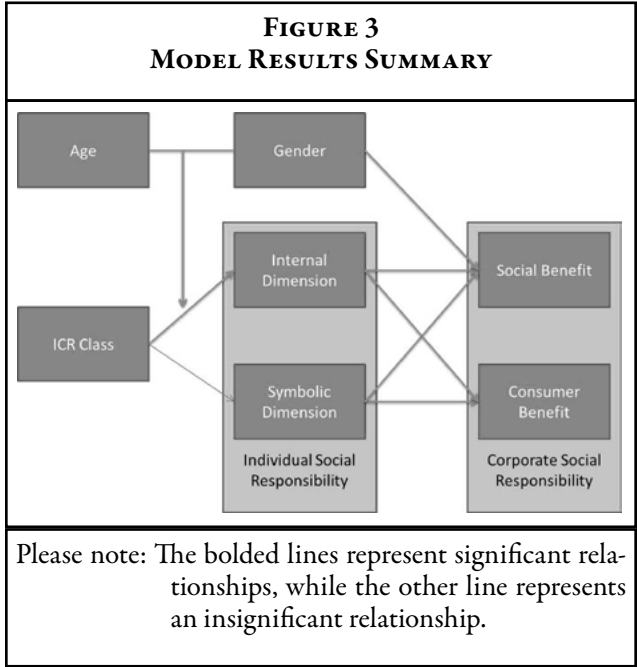 FIGURE 3
MODEL RESULTS SUMMARY
Age
Gender
Internal
Dimension
Social Benefit
ICR Class
Symbolic
Dimension
Consumer
Benefit
Individual Social
Responsibility
Corporate Social
Responsibility
Please note: The bolded lines represent significant rela-
tionships, while the other line represents
an insignificant relationship.